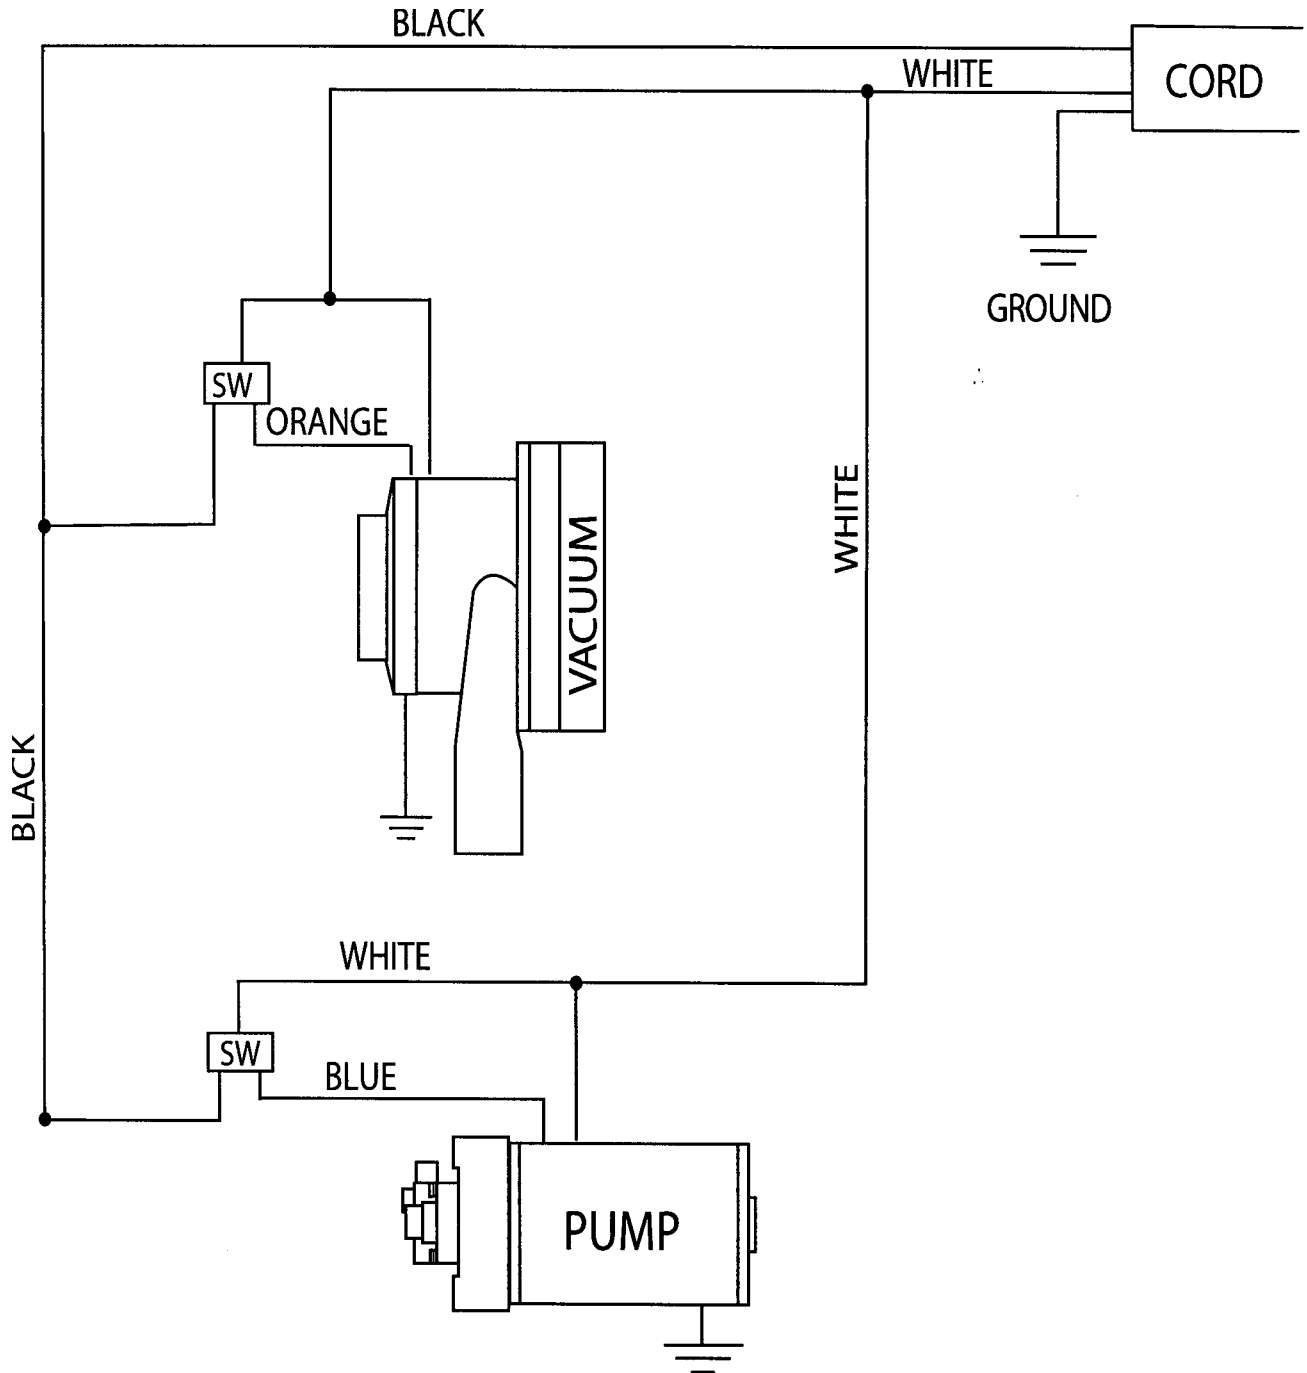 BLACK
WHITE
CORD
GROUND
SW
ORANGE
VACUUM
WHITE
BLACK
WHITE
SW
BLUE
PUMP